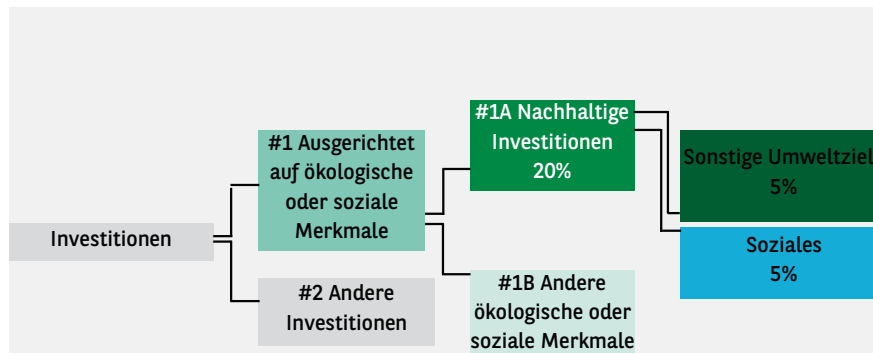 Investitionen
#1 Ausgerichtet
auf ökologische
oder soziale
Merkmale
#2 Andere
Investitionen
#1A Nachhaltige
Investitionen
20%
#1B Andere
ökologische oder
soziale Merkmale
Sonstige Umweltziel
5%
Soziales
5%